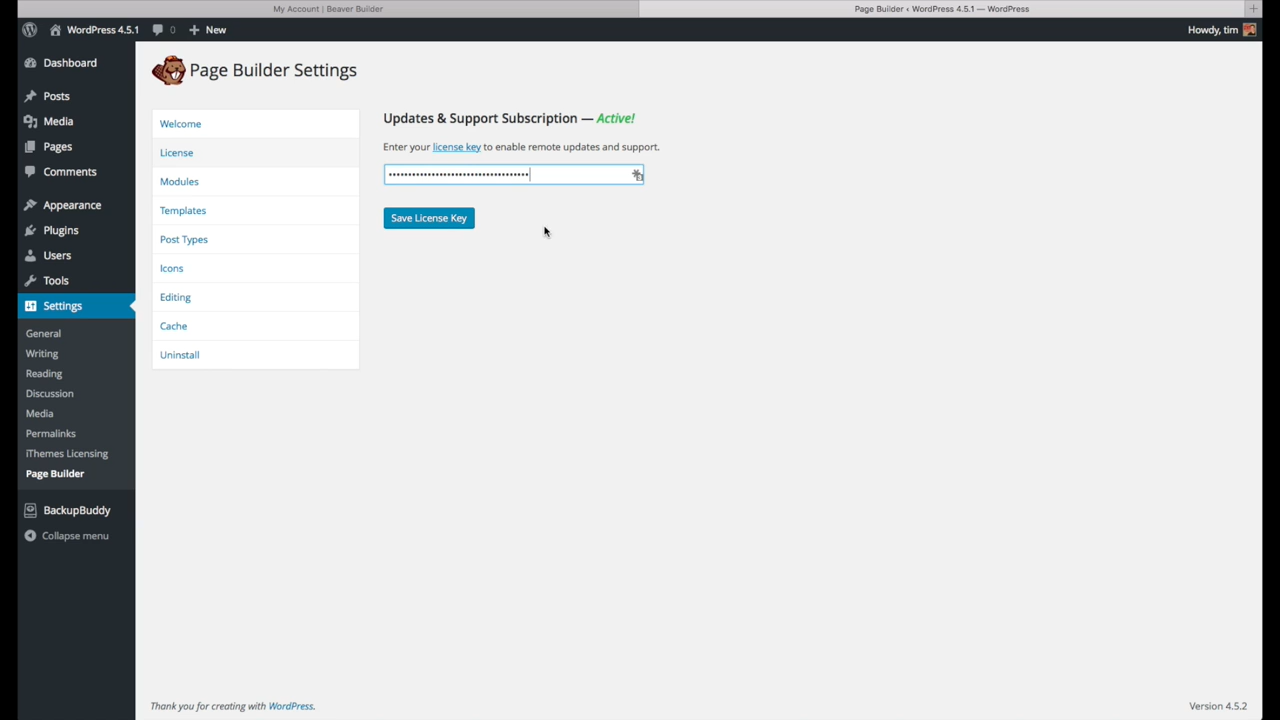 My Account | Beaver Builder
Page Builder ‹ WordPress 4.5.1 — WordPress
WordPress 4.5.1
0
New
Howdy, tim
Dashboard
Posts
Media
Pages
Comments
Appearance
Plugins
Users
Tools
Settings
General
Writing
Reading
Discussion
Media
Permalinks
iThemes Licensing
Page Builder
BackupBuddy
Collapse menu
Page Builder Settings
Welcome
License
Modules
Templates
Post Types
Icons
Editing
Cache
Uninstall
Updates & Support Subscription — Active!
Enter your license key to enable remote updates and support.
Save License Key
Thank you for creating with WordPress.
Version 4.5.2